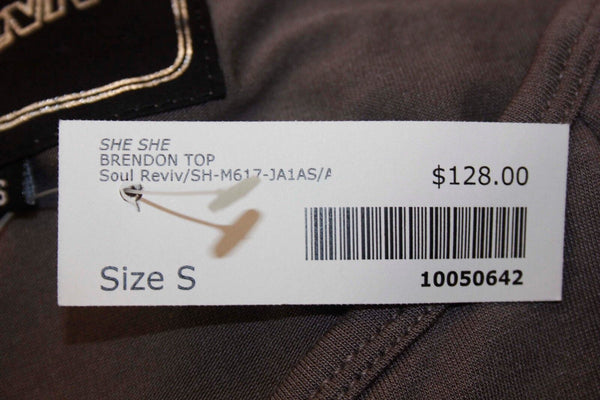 SHE SHE
BRENDON TOP
Soul Reviv/SH-M617-JA1AS/A
$128.00
10050642
Size S